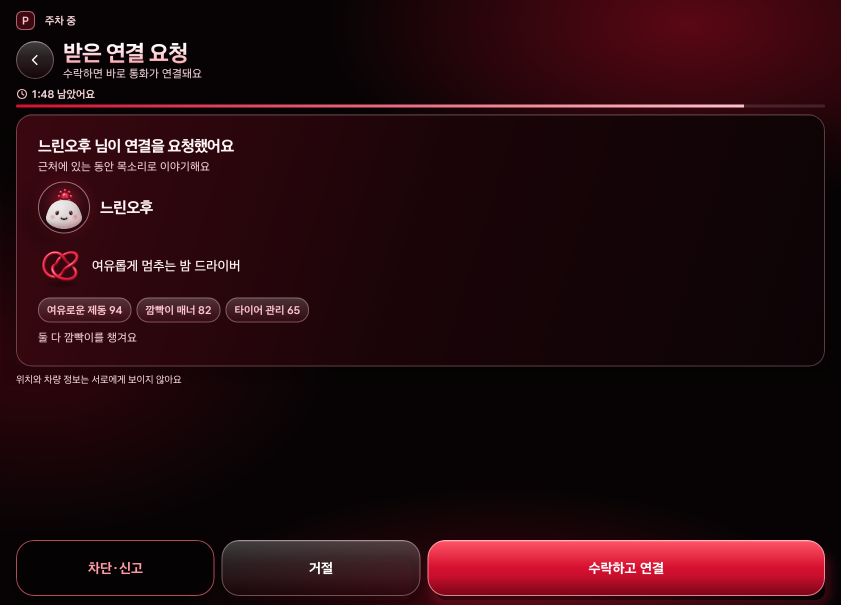 P 주차 중
받은 연결 요청
수락하면 바로 통화가 연결돼요
1:48 남았어요
느린오후 님이 연결을 요청했어요
근처에 있는 동안 목소리로 이야기해요
느린오후
여유롭게 멈추는 밤 드라이버
여유로운 제동 94 깜빡이 매너 82 타이어 관리 65
둘 다 깜빡이를 챙겨요
위치와 차량 정보는 서로에게 보이지 않아요
차단·신고 거절 수락하고 연결